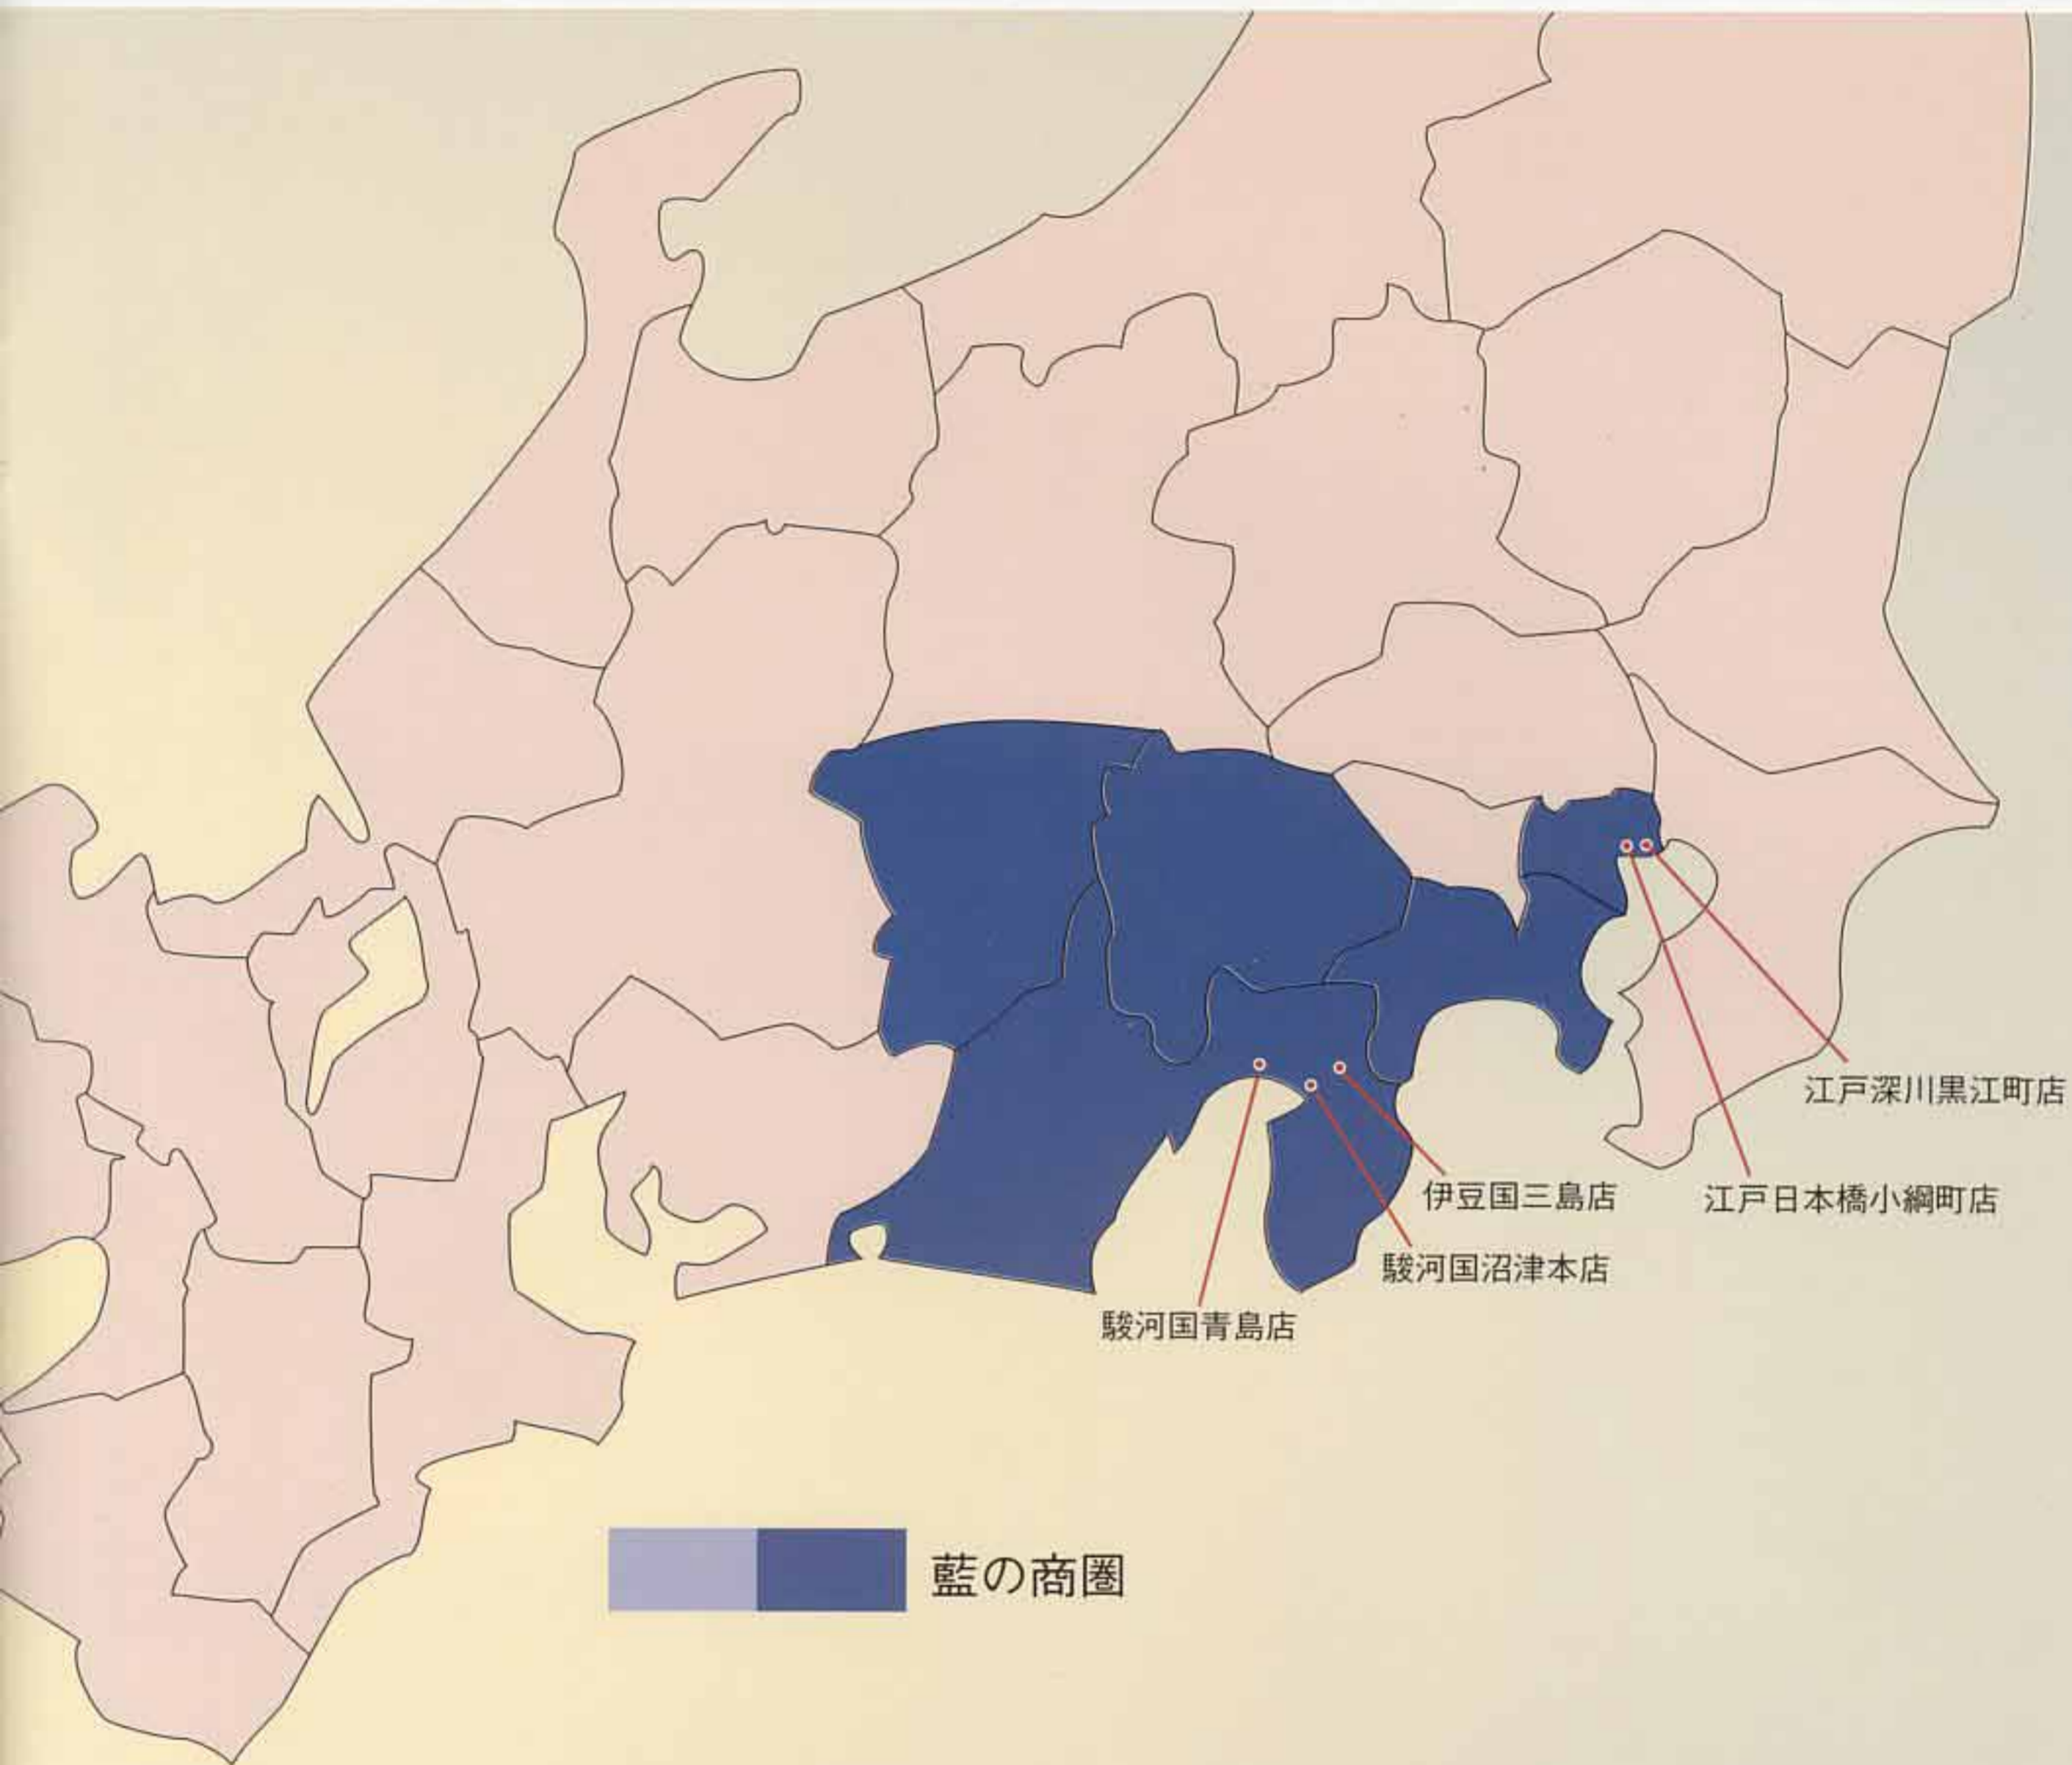 江戸深川黒江町店
江戸日本橋小綱町店
伊豆国三島店
駿河国沼津本店
駿河国青島店
藍の商圏